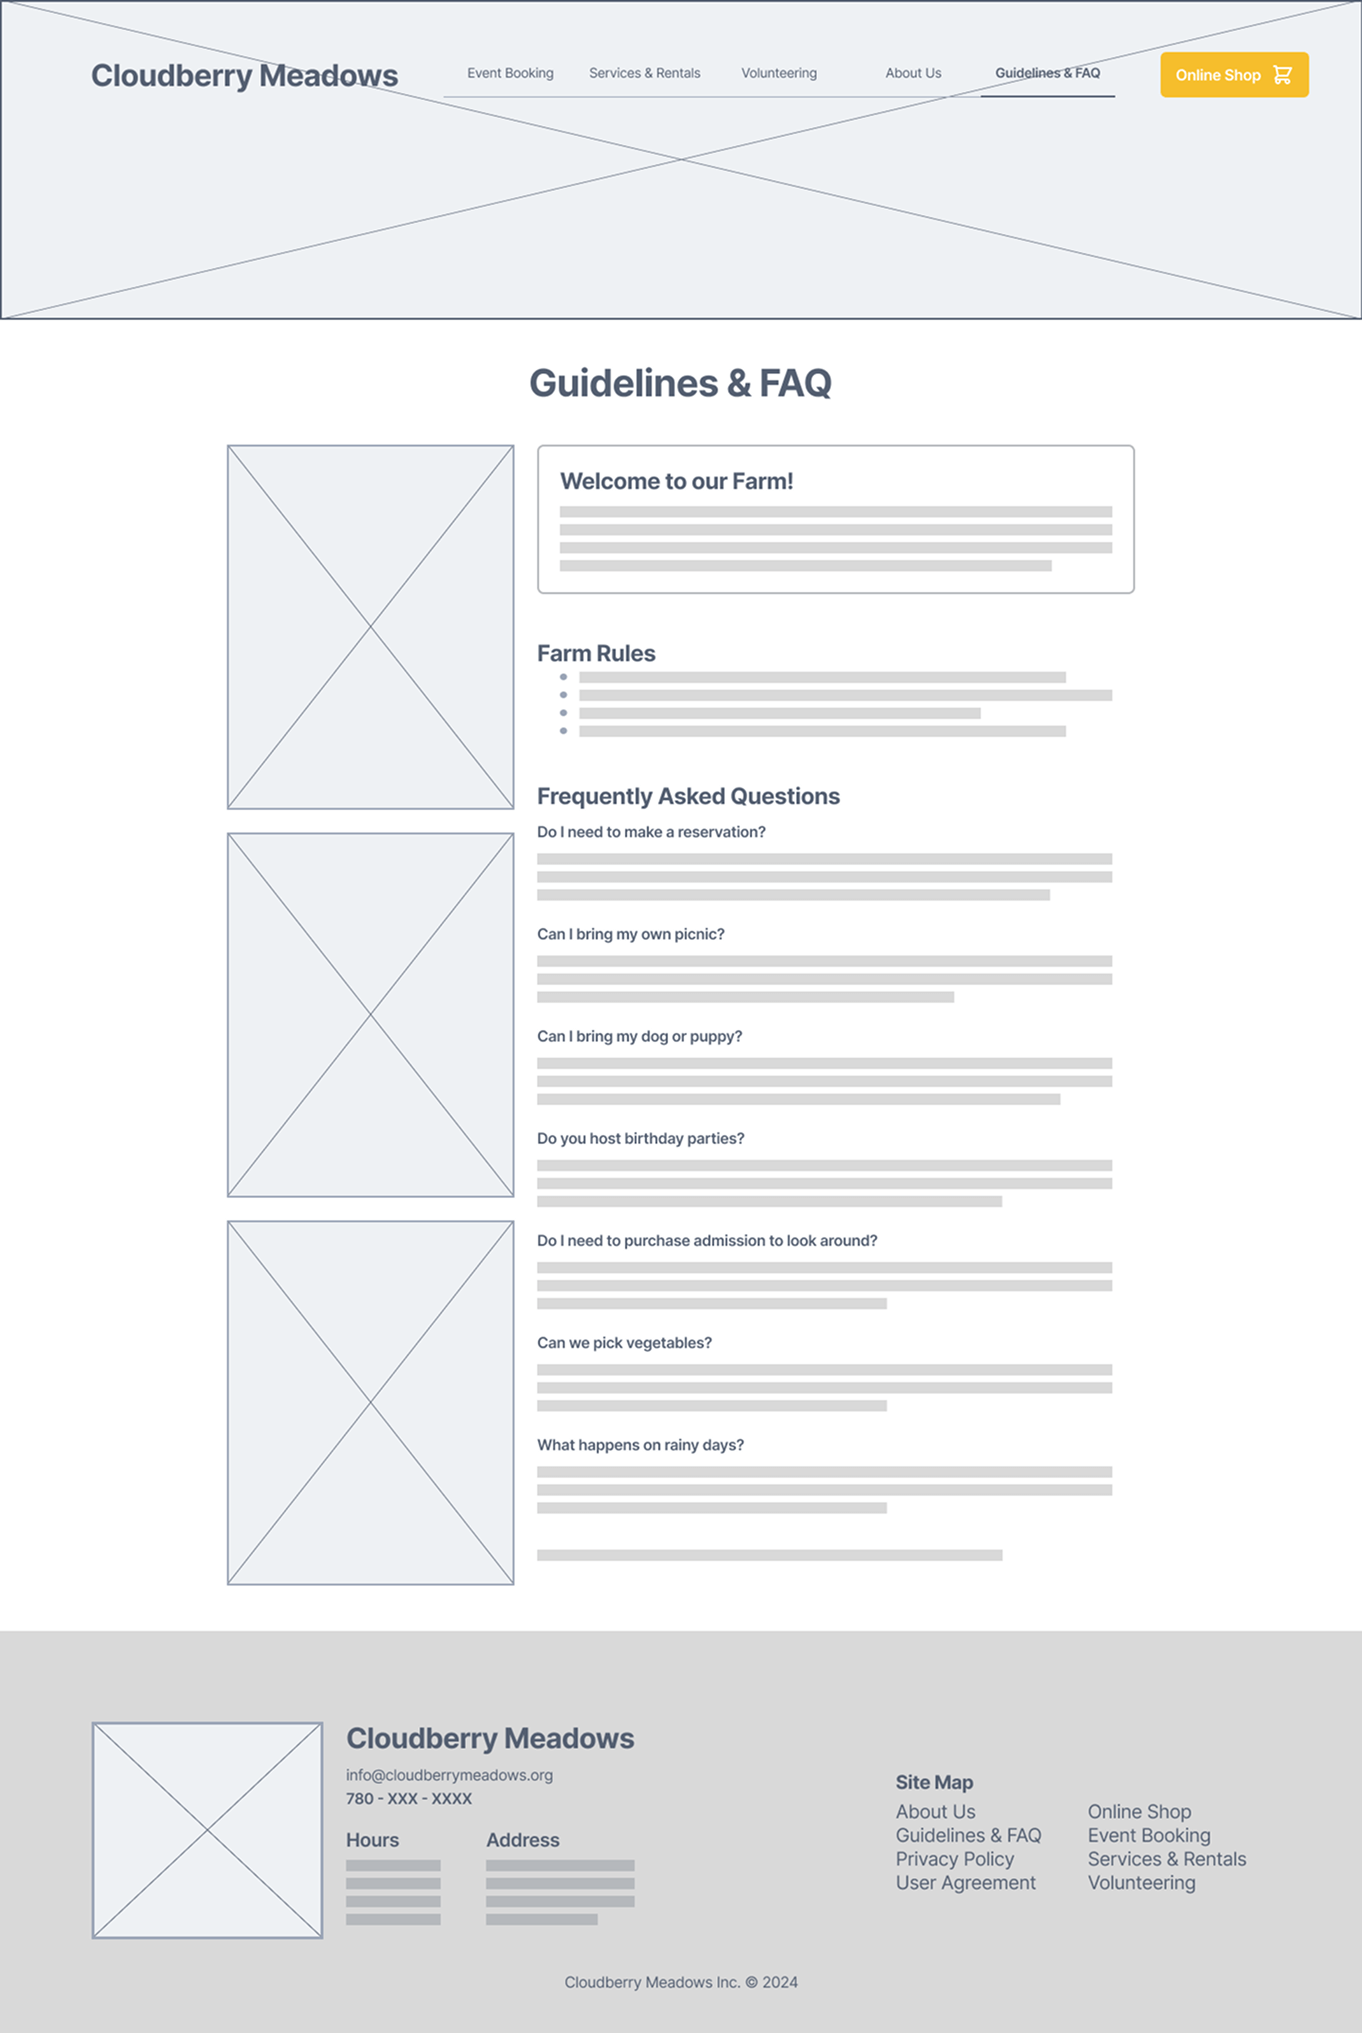 Cloudberry Meadows
Event Booking
Services & Rentals
Volunteering
About Us
Guidelines & FAQ
Online Shop
Guidelines & FAQ
Welcome to our Farm!
Farm Rules
Frequently Asked Questions
Do I need to make a reservation?
Can I bring my own picnic?
Can I bring my dog or puppy?
Do you host birthday parties?
Do I need to purchase admission to look around?
Can we pick vegetables?
What happens on rainy days?
Cloudberry Meadows
info@cloudberrymeadows.org
780 - XXX - XXXX
Hours
Address
Site Map
About Us
Guidelines & FAQ
Privacy Policy
User Agreement
Online Shop
Event Booking
Services & Rentals
Volunteering
Cloudberry Meadows Inc. © 2024